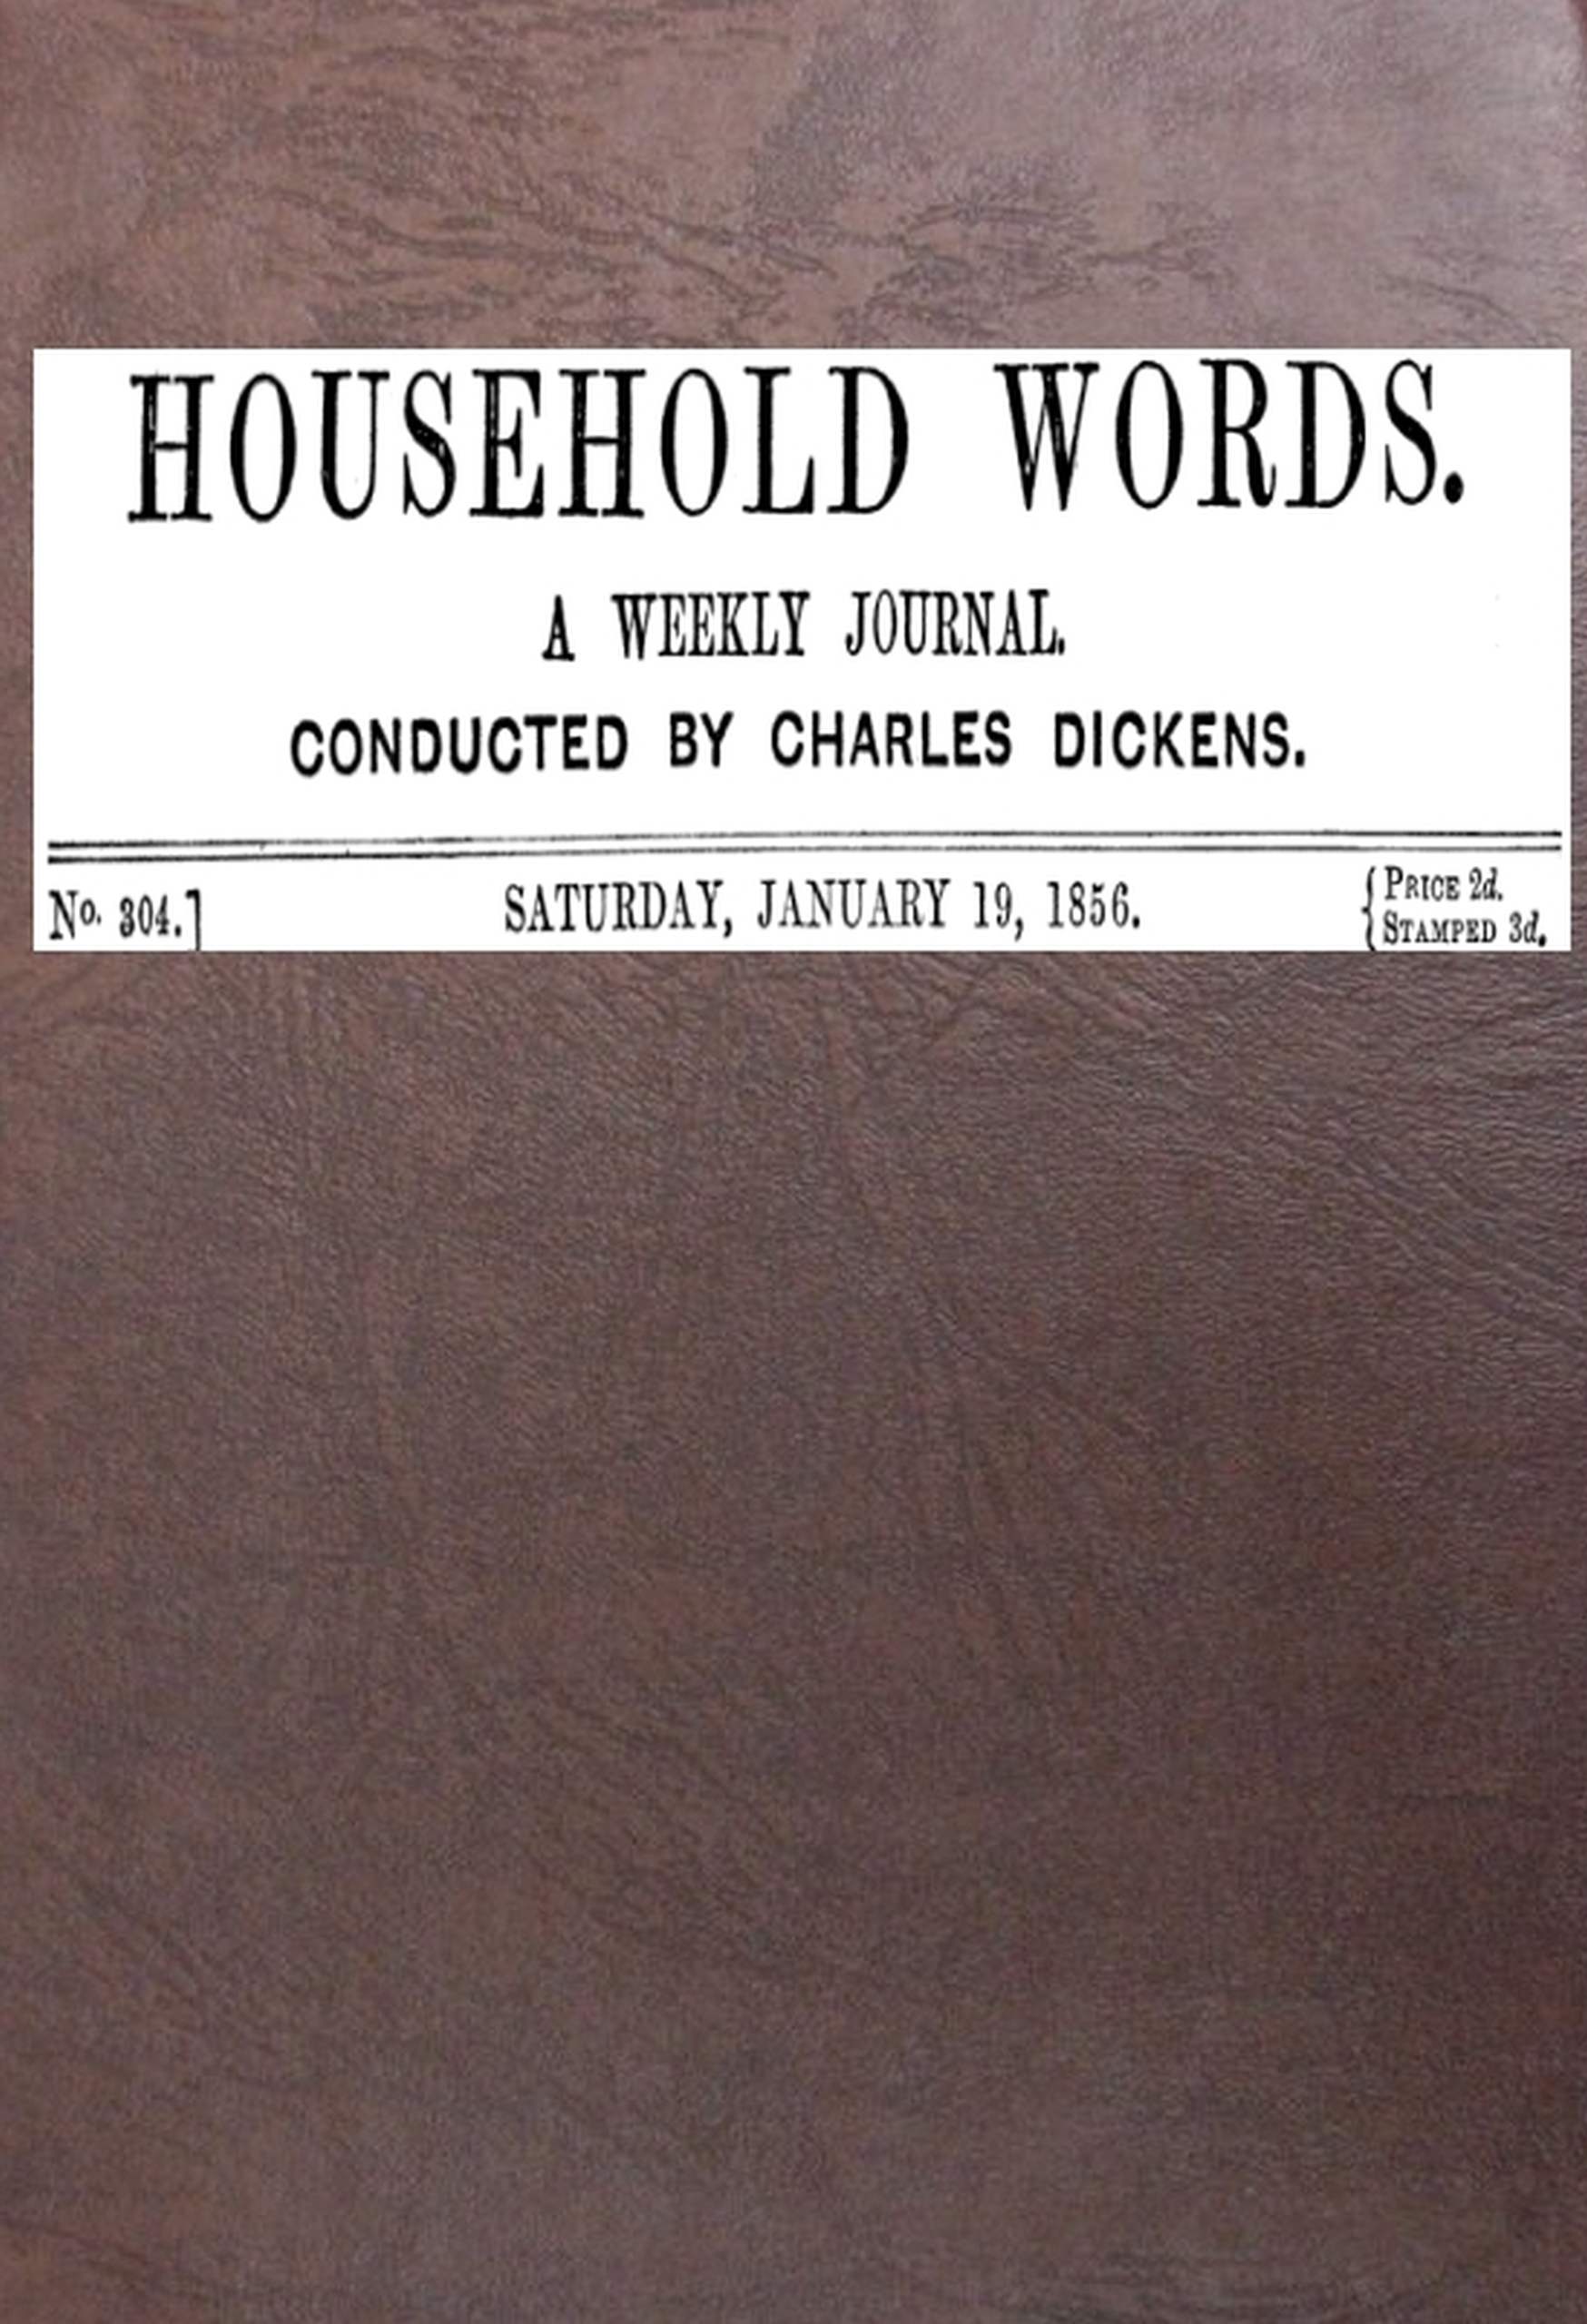 HOUSEHOLD WORDS.
A WEEKLY JOURNAL.
CONDUCTED BY CHARLES DICKENS.
No. 304.]
SATURDAY, JANUARY 19, 1856.
{ PRICE 2d.
STAMPED 3d.